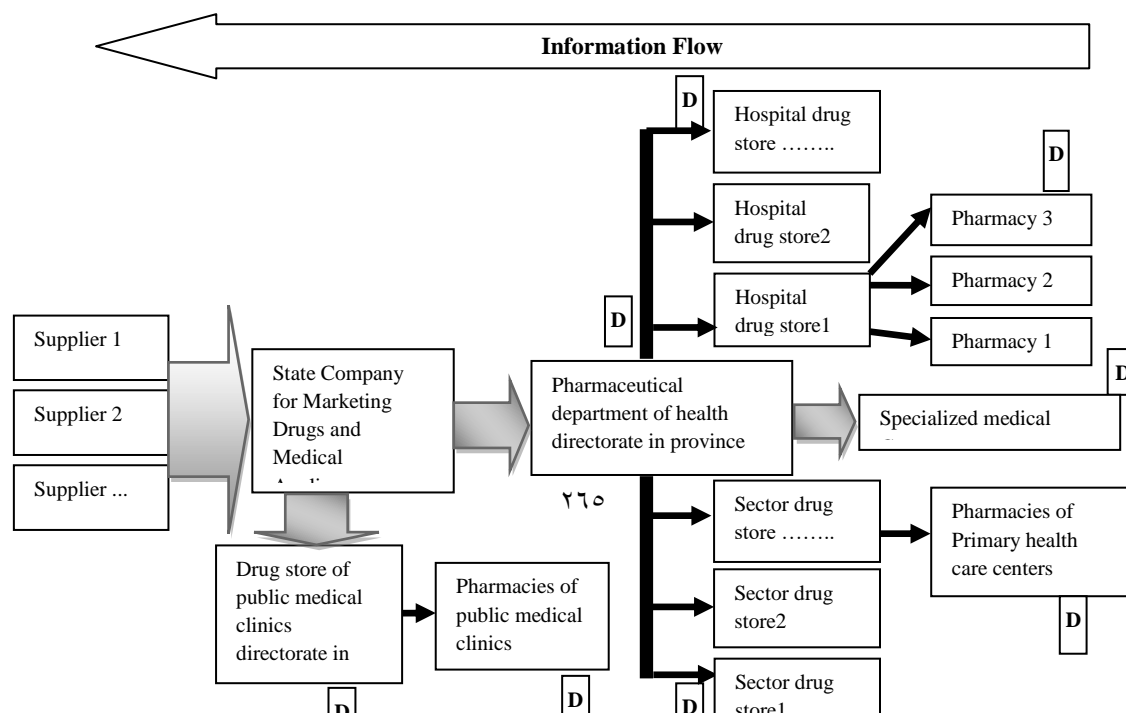 Information Flow
D
Hospital drug
store ........
D
Hospital
drug store2
Pharmacy 3
Pharmacy 2
D
Hospital
drug store1
Pharmacy 1
Supplier 1
Supplier 2
Supplier ...
State Company
for Marketing
Drugs and
Medical
Pharmaceutical
department of health
directorate in province
D
Specialized medical
٢٦٥
Sector drug
store ........
Pharmacies of
Primary health
care centers
D
Sector drug
store2
Drug store of
public medical
clinics
directorate in
D
Pharmacies of
public medical
clinics
D
D
Sector drug
store1